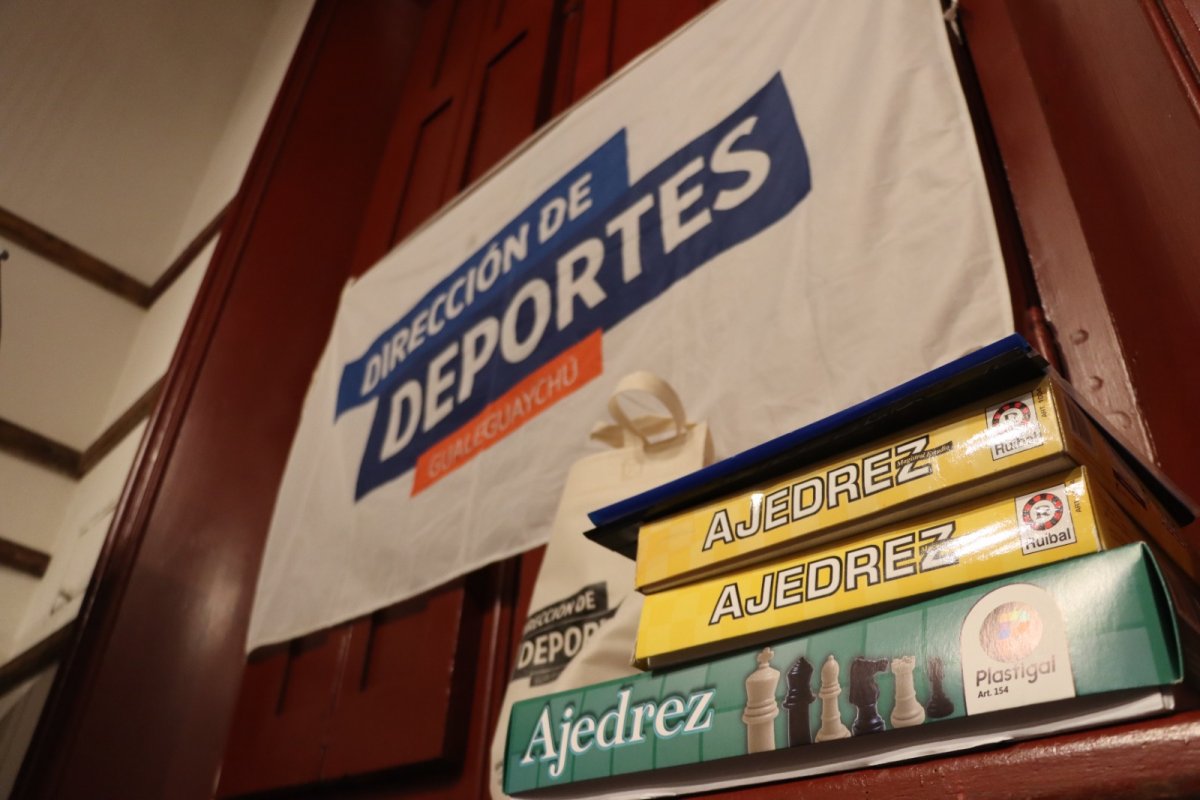 DIRECCIÓN DE
DEPORTES
GUALEGUAYCHÚ
DIRECCIÓN DE
DEPOR
AJEDREZ
Ruibal
AJEDREZ
Ruibal
Ajedrez
Plastigal
Art. 154